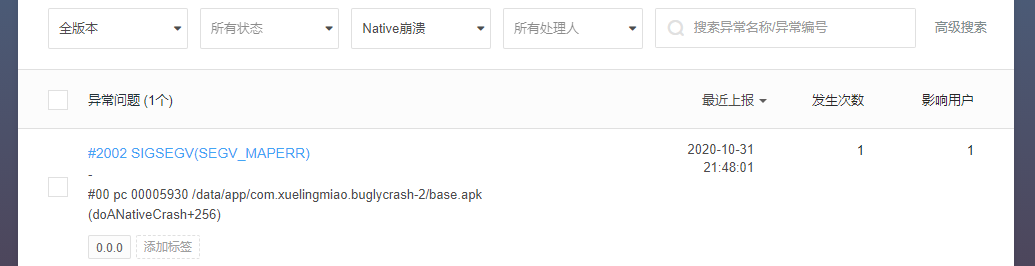 全版本 所有状态 Native崩溃 所有处理人 搜索异常名称/异常编号 高级搜索
异常问题 (1个) 最近上报 发生次数 影响用户
#2002 SIGSEGV(SEGV_MAPERR) 2020-10-31 1 1
- 21:48:01
#00 pc 00005930 /data/app/com.xuelingmiao.buglycrash-2/base.apk
(doANativeCrash+256)
0.0.0 添加标签